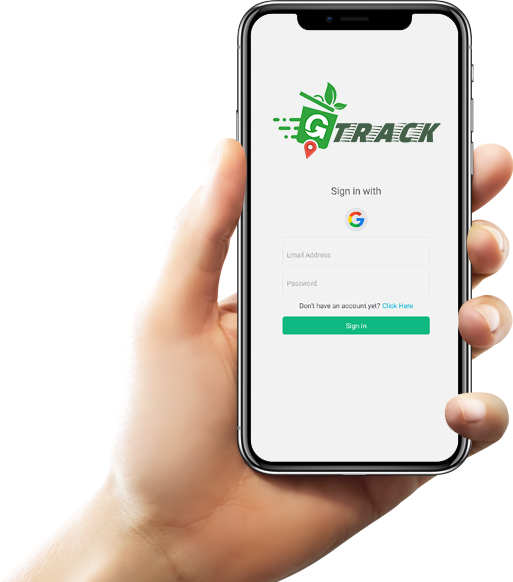 GTRACK
Sign in with
G
Email Address
Password
Don't have an account yet? Click Here
Sign in